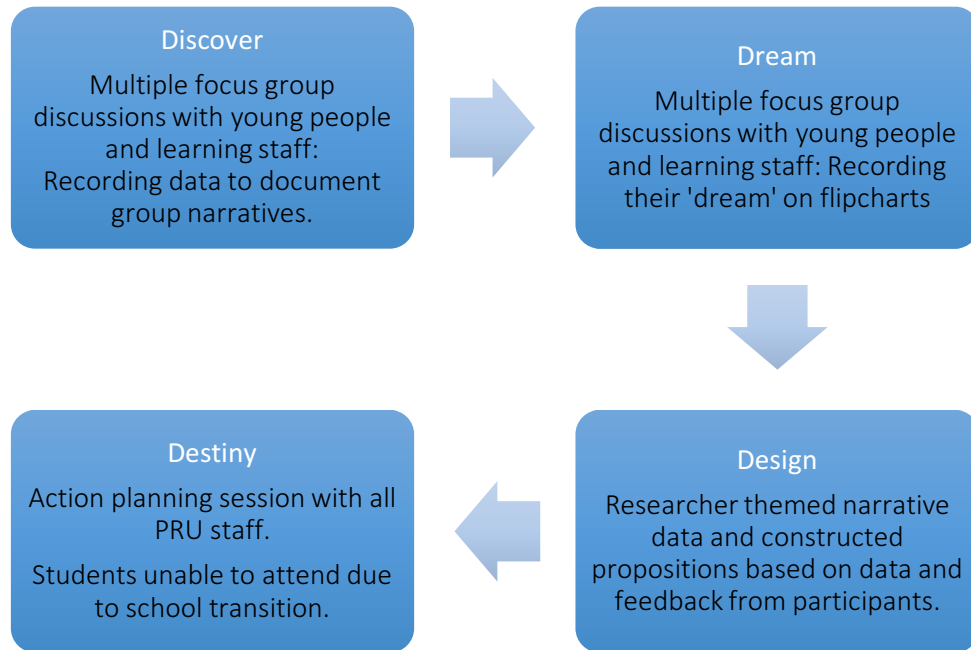 Discover
Multiple focus group
discussions with young people
and learning staff:
Recording data to document
group narratives.
Dream
Multiple focus group
discussions with young people
and learning staff: Recording
their 'dream' on flipcharts
Design
Researcher themed narrative
data and constructed
propositions based on data and
feedback from participants.
Destiny
Action planning session with all
PRU staff.
Students unable to attend due
to school transition.